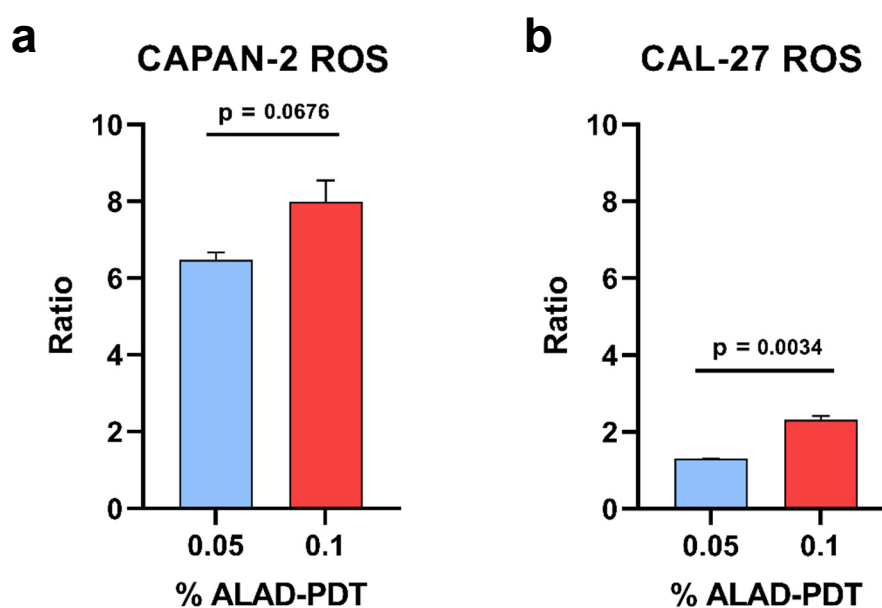 a
CAPAN-2 ROS
p = 0.0676
10
8
6
4
2
0
Ratio
0.05 0.1
% ALAD-PDT
b
CAL-27 ROS
p = 0.0034
10
8
6
4
2
0
Ratio
0.05 0.1
% ALAD-PDT